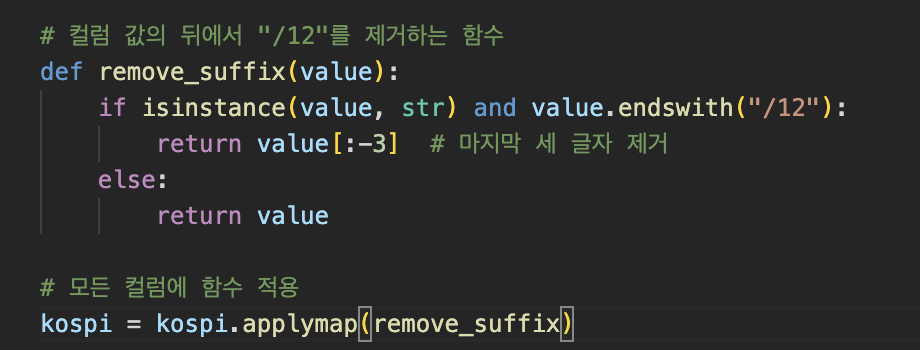 # 컬럼 값의 뒤에서 "/12"를 제거하는 함수
def remove_suffix(value):
    if isinstance(value, str) and value.endswith("/12"):
        return value[:-3]  # 마지막 세 글자 제거
    else:
        return value

# 모든 컬럼에 함수 적용
kospi = kospi.applymap(remove_suffix)